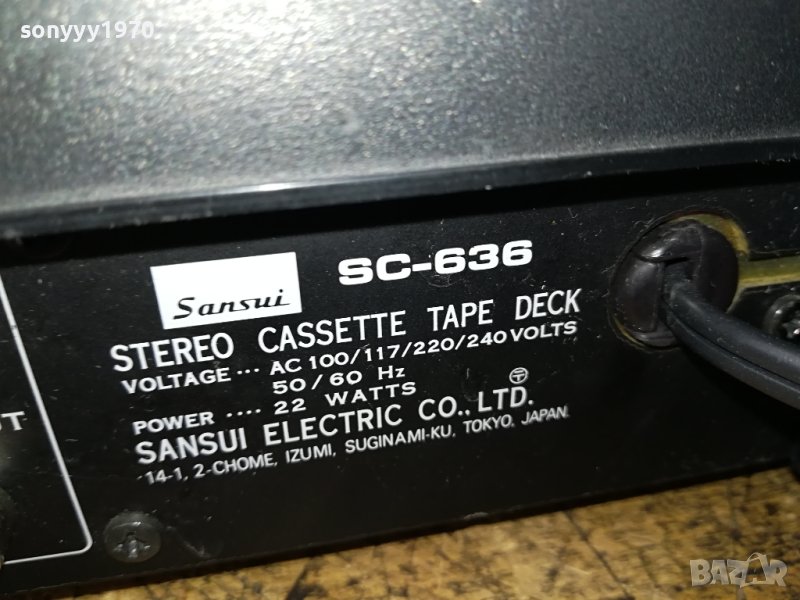 sonyyy1970
Sansui
SC-636
STEREO CASSETTE TAPE DECK
VOLTAGE ... AC 100/117/220/240 VOLTS
50/60 Hz
POWER .... 22 WATTS
SANSUI ELECTRIC CO., LTD.
14-1, 2-CHOME, IZUMI, SUGINAMI-KU, TOKYO, JAPAN
BAZAR